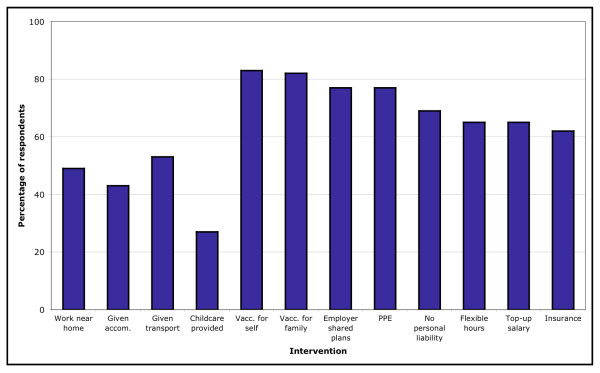 100
80
60
40
20
0
Percentage of respondents
Work near
home
Given
accom.
Given
transport
Childcare
provided
Vacc. for
self
Vacc. for
family
Employer
shared
plans
PPE
No
personal
liability
Flexible
hours
Top-up
salary
Insurance
Intervention